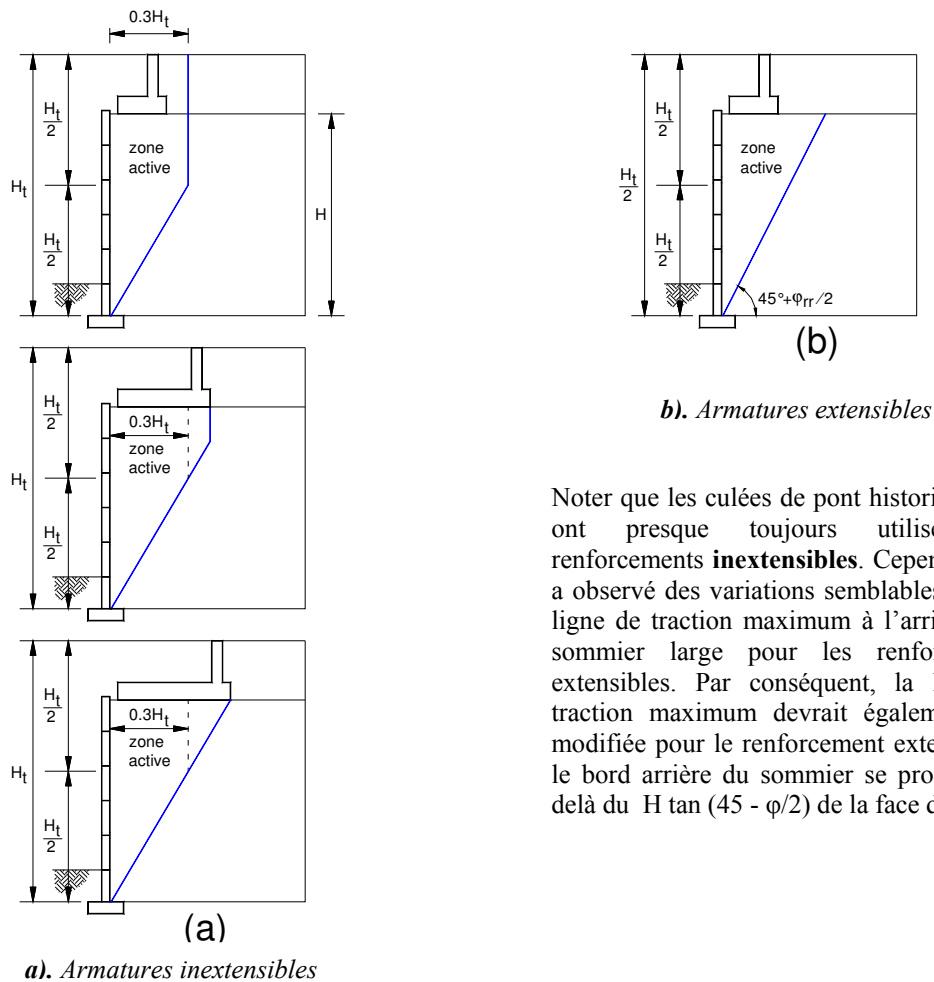 0.3Ht
Ht/2
Ht
Ht/2
zone
active
H
Ht/2
Ht
Ht/2
0.3Ht
zone
active
Ht/2
Ht
Ht/2
0.3Ht
zone
active
(a)
a). Armatures inextensibles
Ht/2
Ht/2
Ht/2
zone
active
45°+φrr/2
(b)
b). Armatures extensibles
Noter que les culées de pont histori
ont presque toujours utilis
renforcements inextensibles. Cepen
a observé des variations semblables
ligne de traction maximum à l’arri
sommier large pour les renfor
extensibles. Par conséquent, la
traction maximum devrait égalem
modifiée pour le renforcement exte
le bord arrière du sommier se pro
delà du H tan (45 - φ/2) de la face d